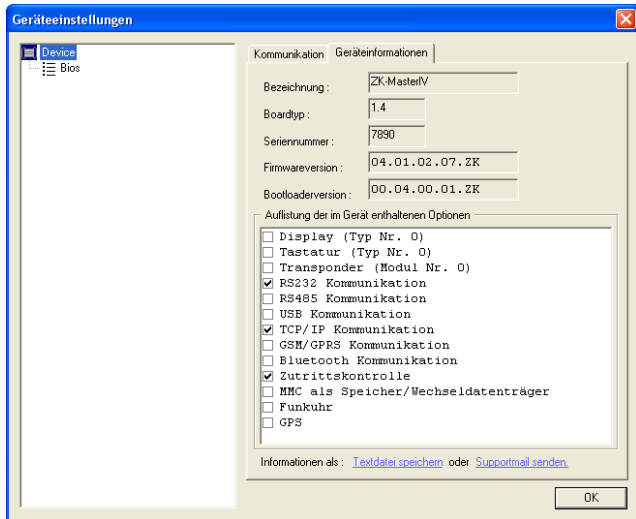 Geräteeinstellungen
Device
Bios
Kommunikation Geräteinformationen
Bezeichnung : ZK-MasterIV
Boardtyp : 1.4
Seriennummer : 7890
Firmwareversion : 04.01.02.07.ZK
Bootloaderversion : 00.04.00.01.ZK
Auflistung der im Gerät enthaltenen Optionen
Display (Typ Nr. 0)
Tastatur (Typ Nr. 0)
Transponder (Modul Nr. 0)
RS232 Kommunikation
RS485 Kommunikation
USB Kommunikation
TCP/IP Kommunikation
GSM/GPRS Kommunikation
Bluetooth Kommunikation
Zutrittskontrolle
MMC als Speicher/Wechseldatenträger
Funkuhr
GPS
Informationen als : Textdatei speichern oder Supportmail senden.
OK